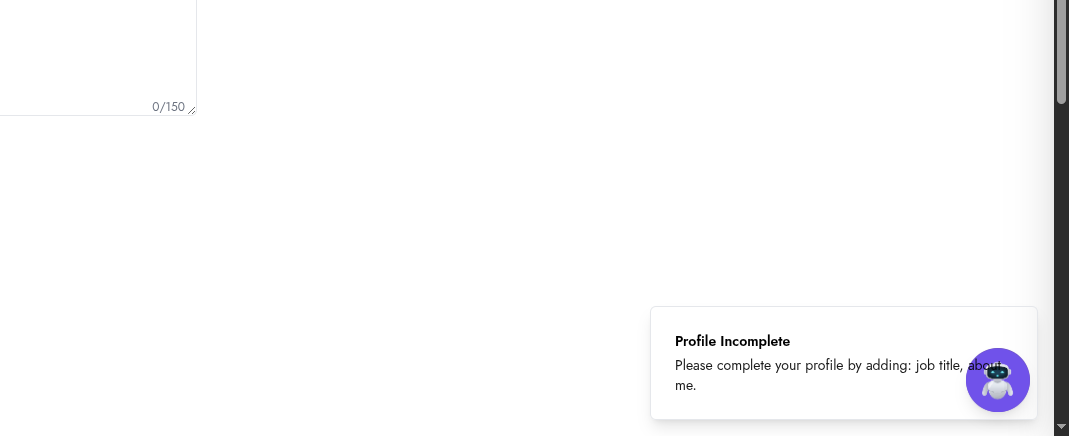 0/150
Profile Incomplete
Please complete your profile by adding: job title, about
me.